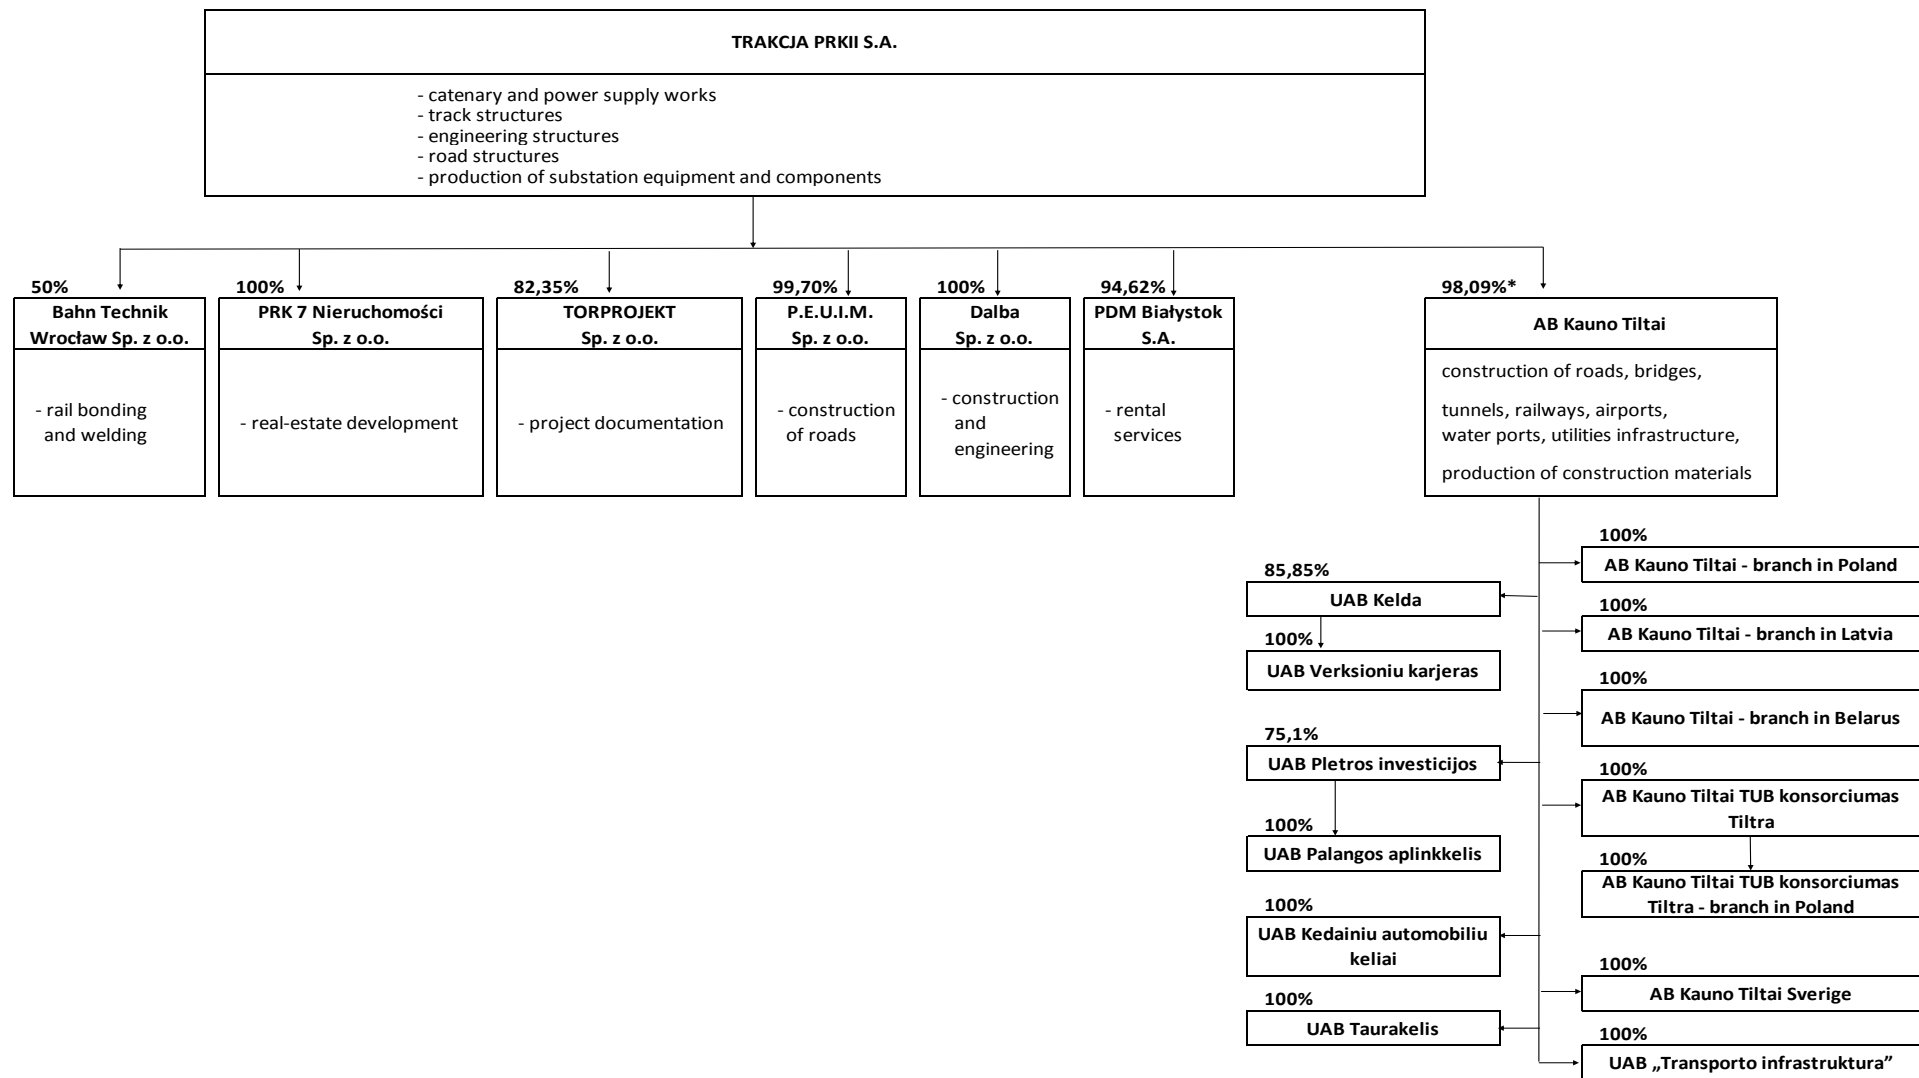 TRAKCJA PRKII S.A.
- catenary and power supply works
- track structures
- engineering structures
- road structures
- production of substation equipment and components
50%
Bahn Technik
Wrocław Sp. z o.o.
- rail bonding
and welding
100%
PRK 7 Nieruchomości
Sp. z o.o.
- real-estate development
82,35%
TORPROJEKT
Sp. z o.o.
- project documentation
99,70%
P.E.U.I.M.
Sp. z o.o.
- construction
of roads
100%
Dalba
Sp. z o.o.
- construction
and
engineering
94,62%
PDM Białystok
S.A.
- rental
services
98,09%*
AB Kauno Tiltai
construction of roads, bridges,
tunnels, railways, airports,
water ports, utilities infrastructure,
production of construction materials
85,85%
UAB Kelda
100%
UAB Verksioniu karjeras
75,1%
UAB Pletros investicijos
100%
UAB Palangos aplinkkelis
100%
UAB Kedainiu automobiliu
keliai
100%
UAB Taurakelis
100%
AB Kauno Tiltai - branch in Poland
100%
AB Kauno Tiltai - branch in Latvia
100%
AB Kauno Tiltai - branch in Belarus
100%
AB Kauno Tiltai TUB konsorciumas
Tiltra
100%
AB Kauno Tiltai TUB konsorciumas
Tiltra - branch in Poland
100%
AB Kauno Tiltai Sverige
100%
UAB „Transporto infrastruktura”